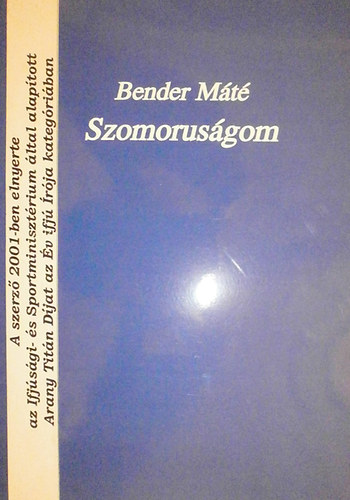 Bender Máté
Szomoruságom
A szerző 2001-ben elnyerte
az Ifjúsági- és Sportminisztérium által alapított
Arany Titán Díjat az Év ifjú Írója kategóriában